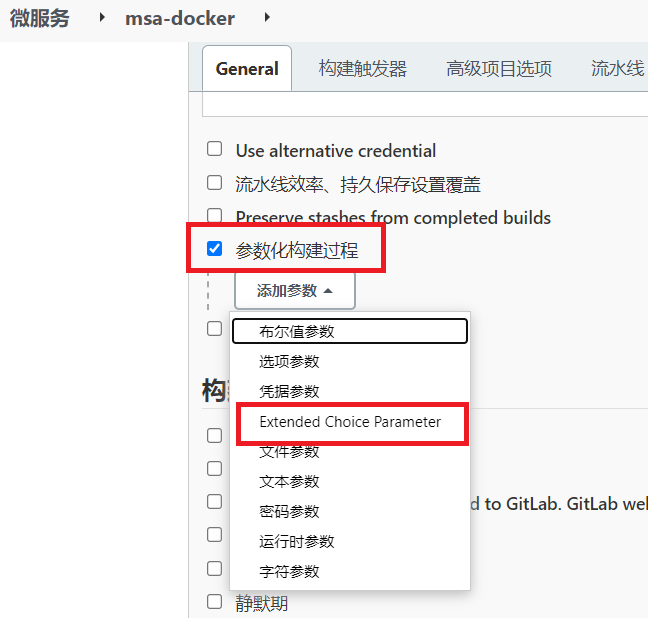 微服务 msa-docker
General 构建触发器 高级项目选项 流水线
Use alternative credential
流水线效率、持久保存设置覆盖
Preserve stashes from completed builds
参数化构建过程
添加参数
布尔值参数
选项参数
凭据参数
构
Extended Choice Parameter
文件参数
文本参数
d to GitLab. GitLab wel
密码参数
运行时参数
字符参数
静默期